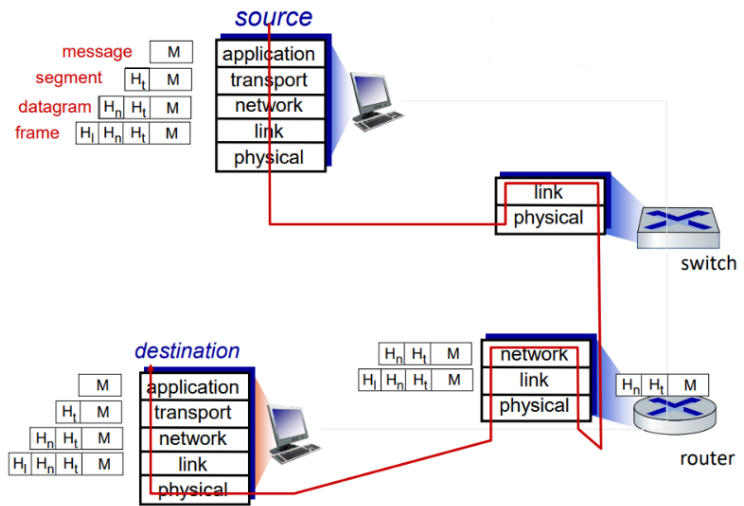 source
message M
segment Ht M
datagram Hn Ht M
frame Hl Hn Ht M
application
transport
network
link
physical
link
physical
switch
destination
M
Ht M
Hn Ht M
Hl Hn Ht M
application
transport
network
link
physical
Hn Ht M
Hl Hn Ht M
network
link
physical
Hn Ht M
router